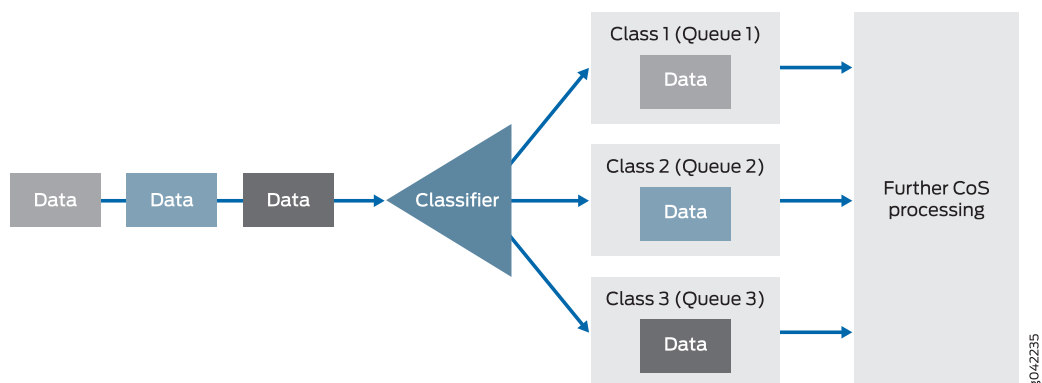 Data
Data
Data
Classifier
Class 1 (Queue 1)
Data
Class 2 (Queue 2)
Data
Class 3 (Queue 3)
Data
Further CoS
processing
g042235